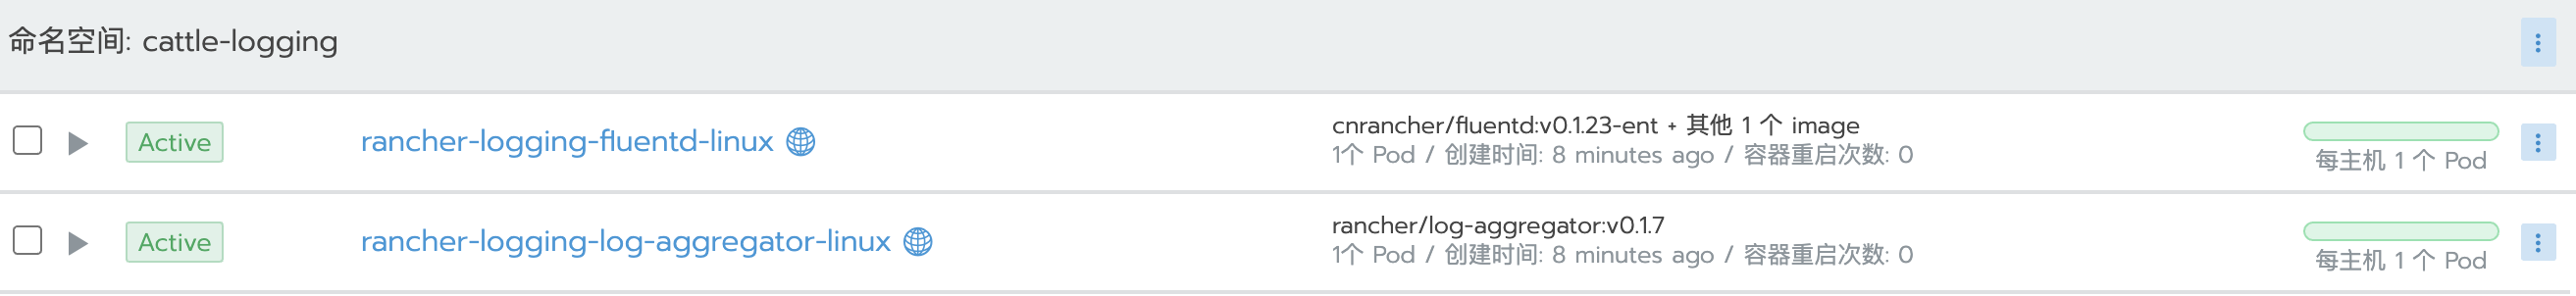 命名空间: cattle-logging
Active
rancher-logging-fluentd-linux
cnrancher/fluentd:v0.1.23-ent + 其他 1 个 image
1个 Pod / 创建时间: 8 minutes ago / 容器重启次数: 0
每主机 1 个 Pod
Active
rancher-logging-log-aggregator-linux
rancher/log-aggregator:v0.1.7
1个 Pod / 创建时间: 8 minutes ago / 容器重启次数: 0
每主机 1 个 Pod